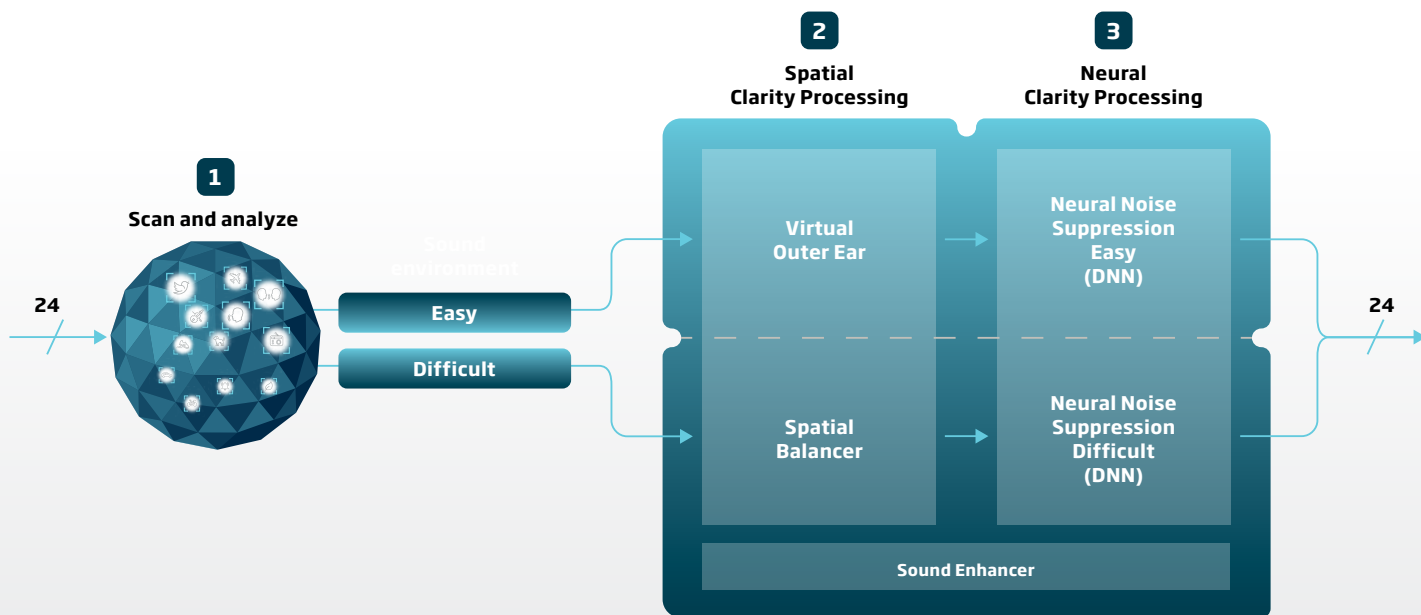 1
Scan and analyze
24
Sound
environment
Easy
Difficult
2
Spatial
Clarity Processing
3
Neural
Clarity Processing
Virtual
Outer Ear
Neural Noise
Suppression
Easy
(DNN)
Spatial
Balancer
Neural Noise
Suppression
Difficult
(DNN)
Sound Enhancer
24